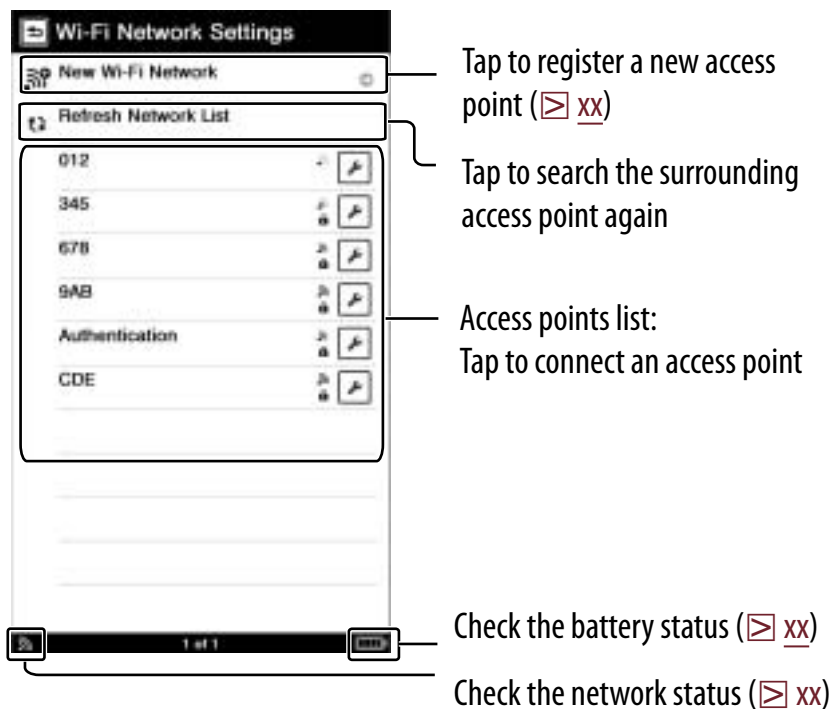 Wi-Fi Network Settings
New Wi-Fi Network
Refresh Network List
012
345
678
9AB
Authentication
CDE
1 of 1
Tap to register a new access
point (> xx)
Tap to search the surrounding
access point again
Access points list:
Tap to connect an access point
Check the battery status (> xx)
Check the network status (> xx)